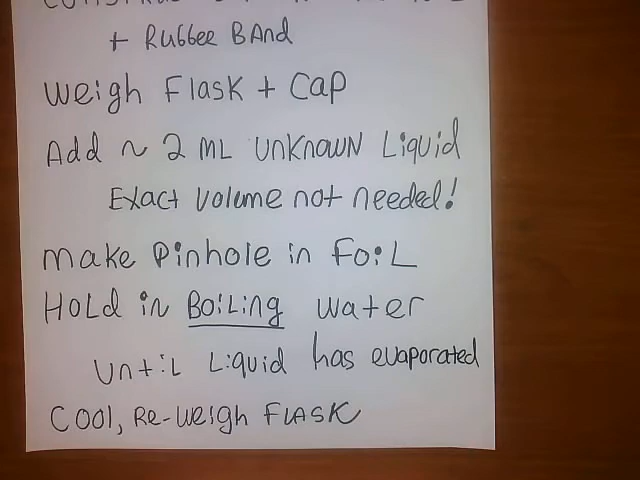 + Rubber BAnd
weigh Flask + Cap
Add ~ 2 mL unknown Liquid
Exact volume not needed!
make Pinhole in FoiL
HoLd in BoiLing water
untiL Liquid has evaporated
Cool, Re-weigh FLASK